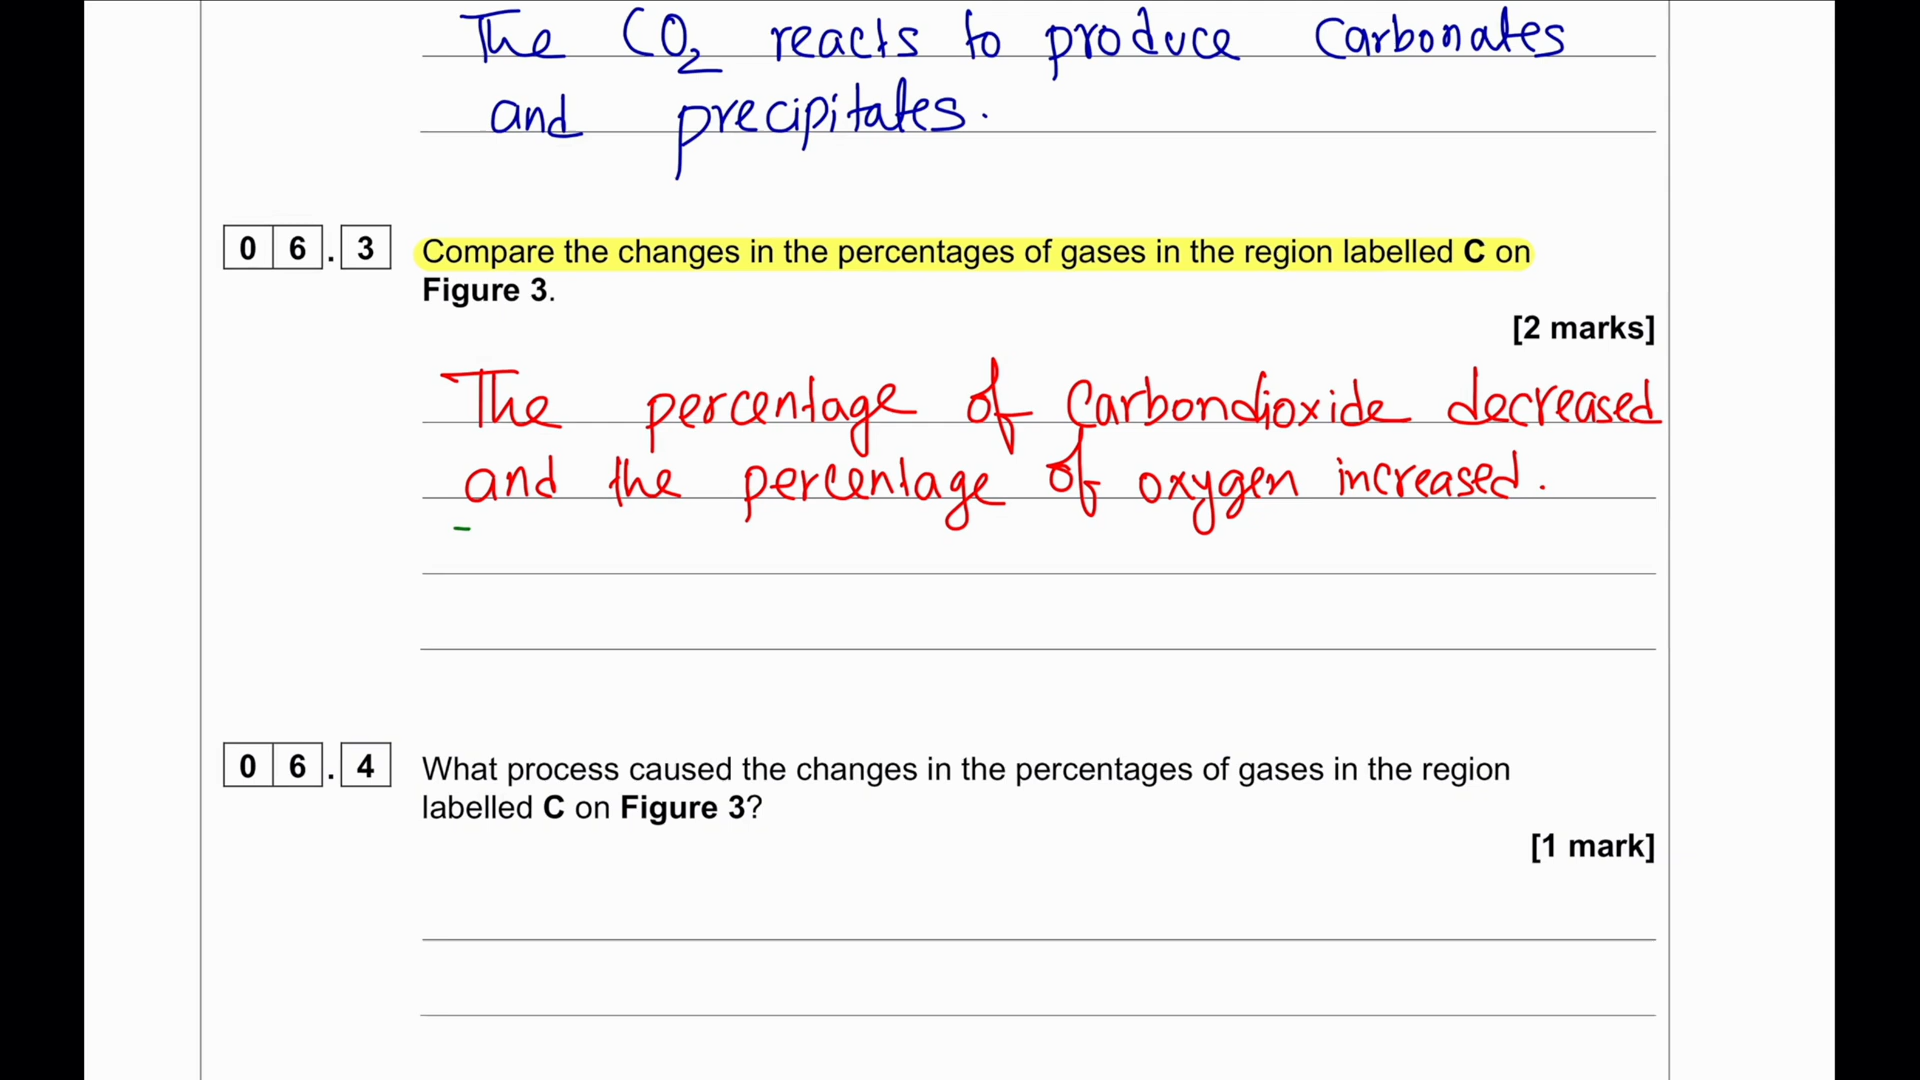 The CO₂ reacts to produce Carbonates
and precipitates.
0 6 . 3 Compare the changes in the percentages of gases in the region labelled C on
Figure 3.
[2 marks]
The percentage of Carbondioxide decreased
and the percentage of oxygen increased.
0 6 . 4 What process caused the changes in the percentages of gases in the region
labelled C on Figure 3?
[1 mark]